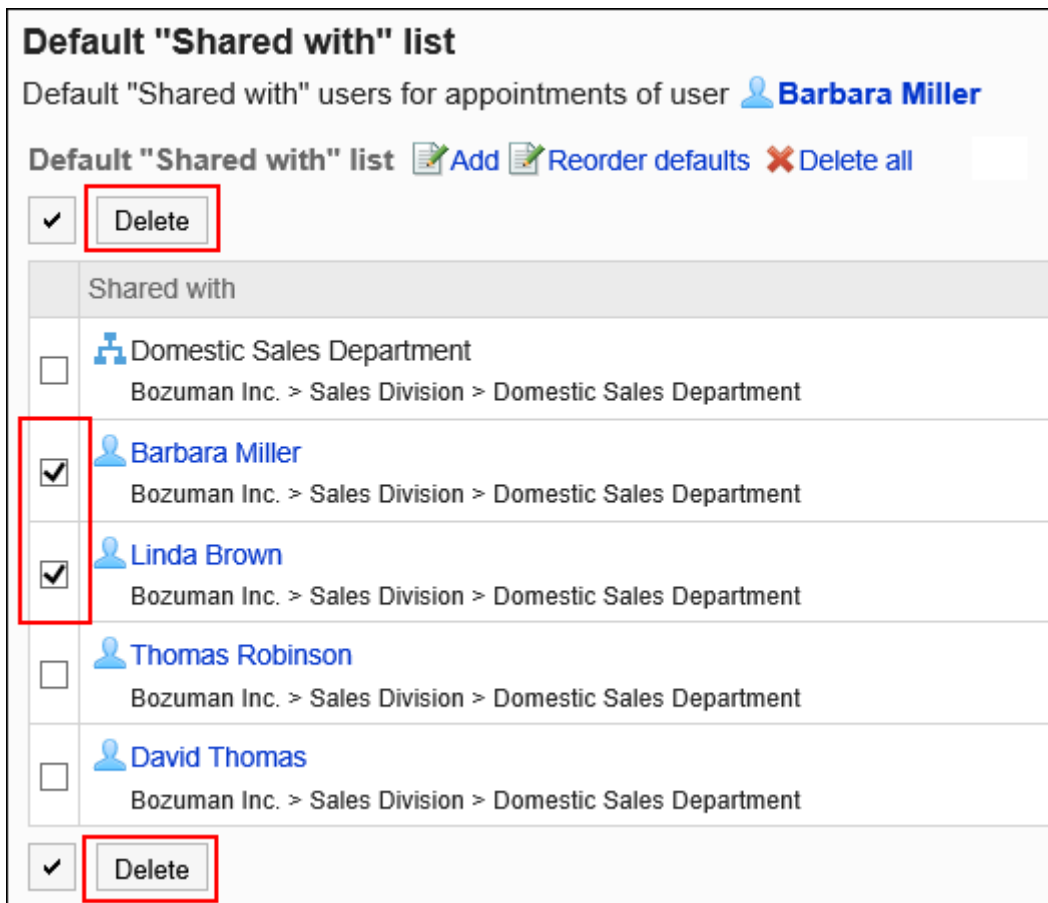 Default "Shared with" list
Default "Shared with" users for appointments of user Barbara Miller
Default "Shared with" list Add Reorder defaults Delete all
Delete
Shared with
Domestic Sales Department
Bozuman Inc. > Sales Division > Domestic Sales Department
Barbara Miller
Bozuman Inc. > Sales Division > Domestic Sales Department
Linda Brown
Bozuman Inc. > Sales Division > Domestic Sales Department
Thomas Robinson
Bozuman Inc. > Sales Division > Domestic Sales Department
David Thomas
Bozuman Inc. > Sales Division > Domestic Sales Department
Delete